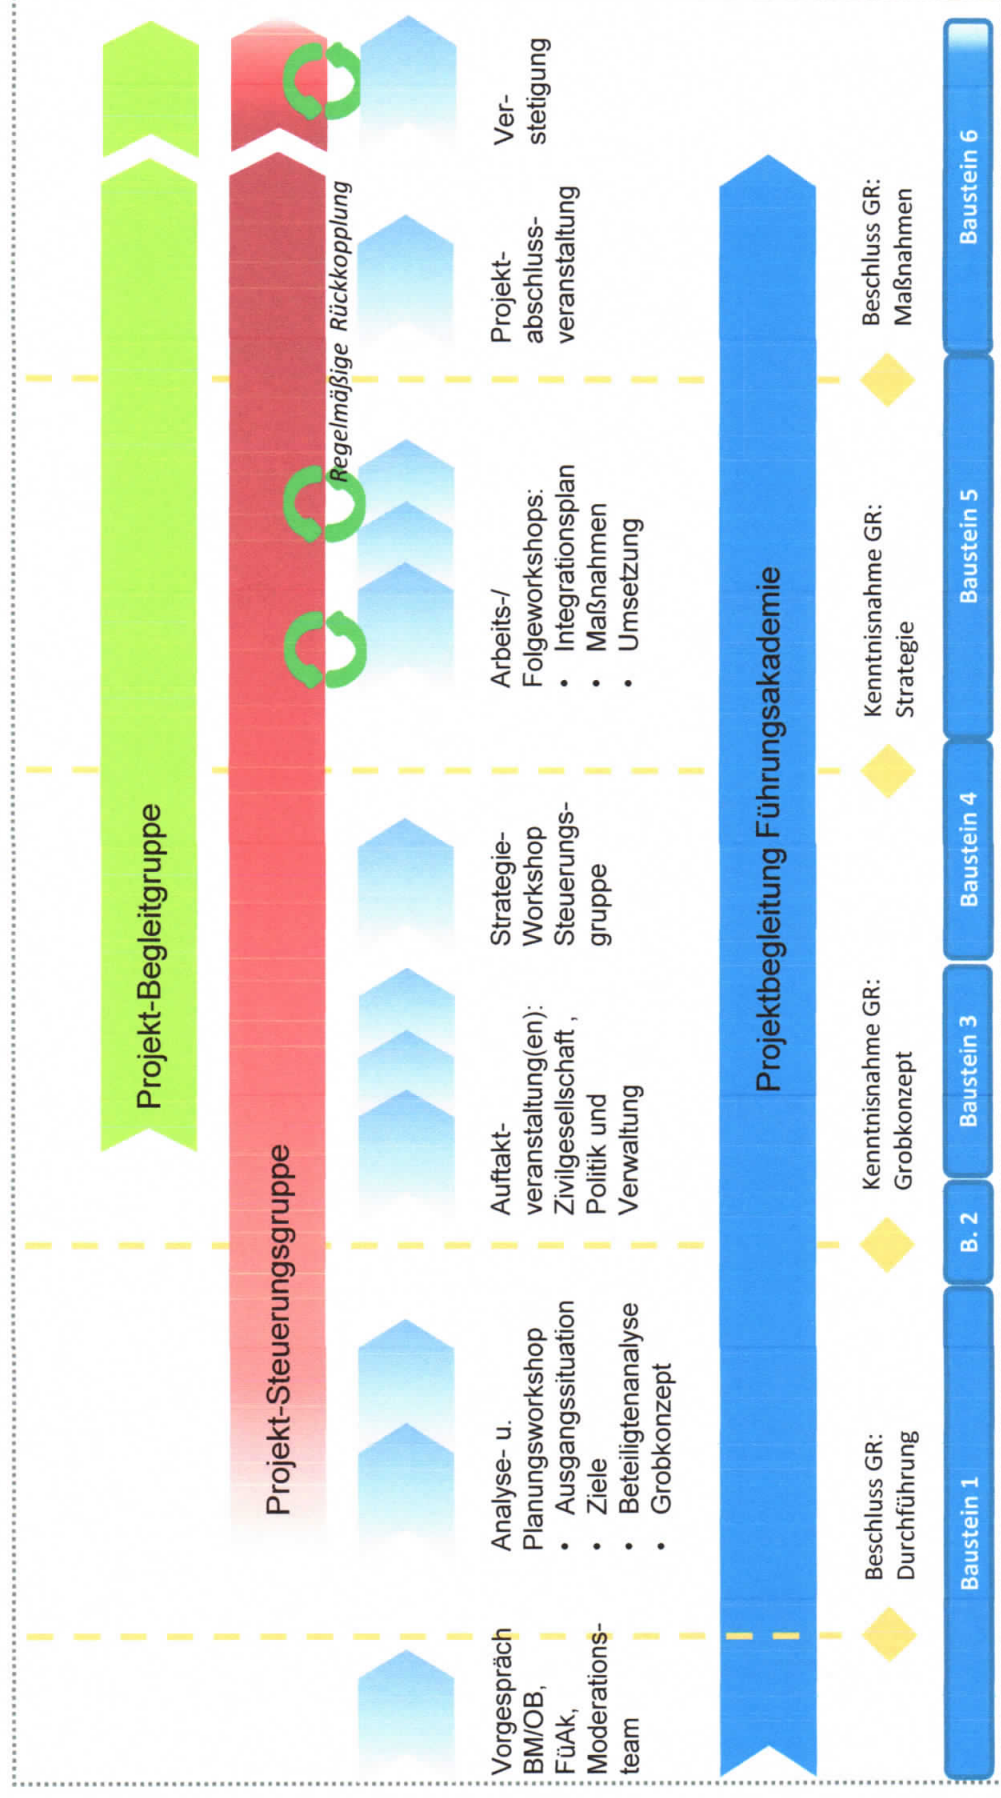 Projekt-Begleitgruppe
Projekt-Steuerungsgruppe
Regelmäßige Rückkopplung
Vorgespräch
BM/OB,
FüAk,
Moderations-
team
Analyse- u.
Planungsworkshop
• Ausgangssituation
• Ziele
• Beteiligtenanalyse
• Grobkonzept
Auftakt-
veranstaltung(en):
Zivilgesellschaft ,
Politik und
Verwaltung
Strategie-
Workshop
Steuerungs-
gruppe
Arbeits-/
Folgeworkshops:
• Integrationsplan
• Maßnahmen
• Umsetzung
Projekt-
abschluss-
veranstaltung
Ver-
stetigung
Projektbegleitung Führungsakademie
Beschluss GR:
Durchführung
Kenntnisnahme GR:
Grobkonzept
Kenntnisnahme GR:
Strategie
Beschluss GR:
Maßnahmen
Baustein 1
B. 2
Baustein 3
Baustein 4
Baustein 5
Baustein 6